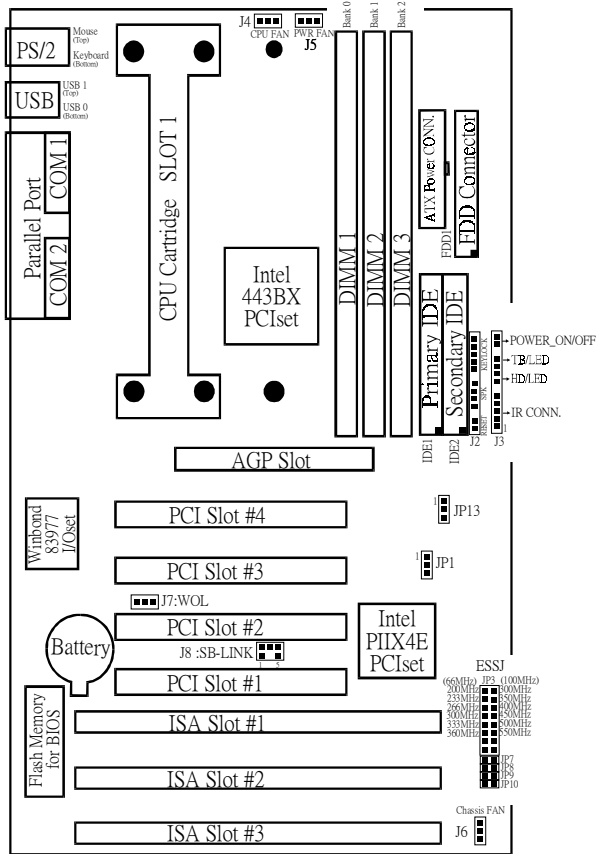 J4
CPU FAN
PWR FAN
J5
Bank 0
Bank 1
Bank 2
PS/2
Mouse
(Top)
Keyboard
(Bottom)
USB
USB 1
(Top)
USB 0
(Bottom)
Parallel Port
COM 1
COM 2
CPU Cartridge SLOT 1
Intel
443BX
PCIset
DIMM 1
DIMM 2
DIMM 3
ATX Power CONN.
FDD1
FDD Connector
Primary IDE
Secondary IDE
IDE1
IDE2
KEYLOCK
SPK
RESET
J2
POWER_ON/OFF
TB/LED
HD/LED
IR CONN.
1
J3
AGP Slot
Winbond
83977
I/Oset
PCI Slot #4
1
JP13
PCI Slot #3
1
JP1
J7:WOL
PCI Slot #2
J8 :SB-LINK
1 5
Intel
PIIX4E
PCIset
Battery
PCI Slot #1
ESSJ
(66MHz) JP3 (100MHz)
200MHz 300MHz
233MHz 350MHz
266MHz 400MHz
300MHz 450MHz
333MHz 500MHz
360MHz 550MHz
JP7
JP8
JP9
JP10
Flash Memory
for BIOS
ISA Slot #1
ISA Slot #2
ISA Slot #3
Chassis FAN
J6